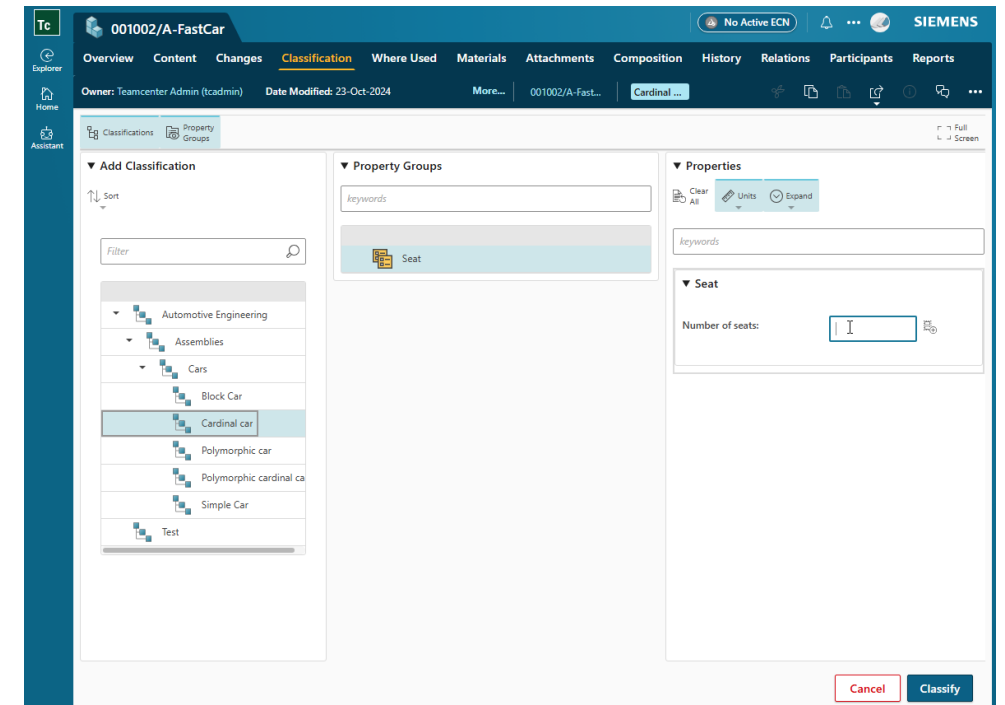 Tc
001002/A-FastCar
No Active ECN
SIEMENS
Explorer
Home
Assistant
Overview Content Changes Classification Where Used Materials Attachments Composition History Relations Participants Reports
Owner: Teamcenter Admin (tcadmin) Date Modified: 23-Oct-2024 More... 001002/A-Fast... Cardinal ...
Classifications
Property
Groups
Full
Screen
Add Classification
Sort
Filter
Automotive Engineering
Assemblies
Cars
Block Car
Cardinal car
Polymorphic car
Polymorphic cardinal ca
Simple Car
Test
Property Groups
keywords
Seat
Properties
Clear
All
Units
Expand
keywords
Seat
Number of seats:
Cancel
Classify